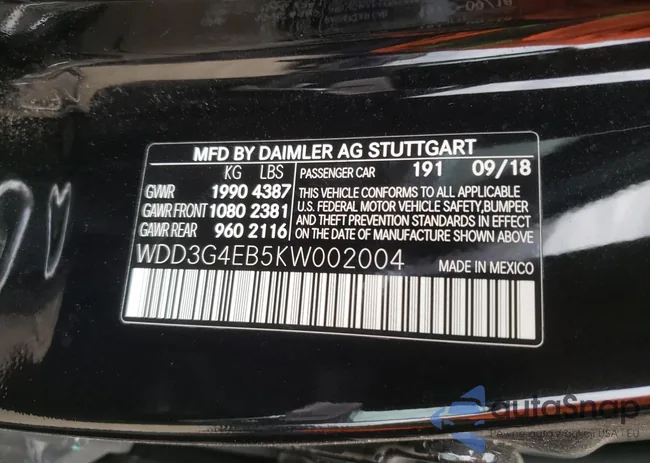 MFD BY DAIMLER AG STUTTGART
KG LBS PASSENGER CAR 191 09/18
GVWR 1990 4387 THIS VEHICLE CONFORMS TO ALL APPLICABLE
GAWR FRONT 1080 2381 U.S. FEDERAL MOTOR VEHICLE SAFETY, BUMPER
GAWR REAR 960 2116 AND THEFT PREVENTION STANDARDS IN EFFECT
ON THE DATE OF MANUFACTURE SHOWN ABOVE
WDD3G4EB5KW002004 MADE IN MEXICO
autoSnap
USA | EU